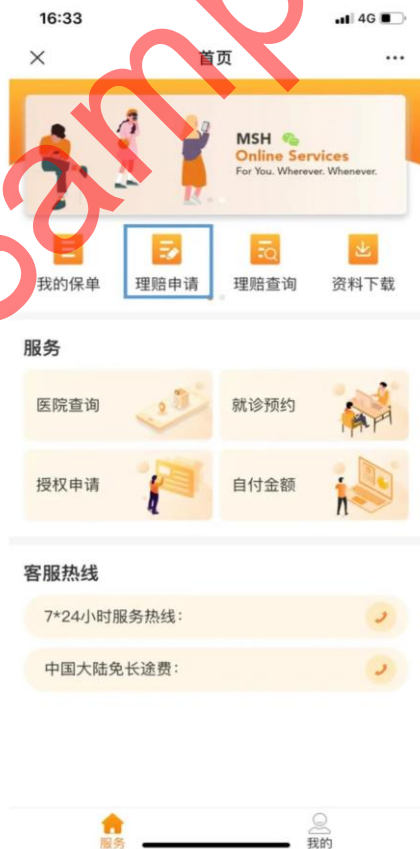 16:33
4G
首页
MSH
Online Services
For You. Wherever. Whenever.
我的保单
理赔申请
理赔查询
资料下载
服务
医院查询
就诊预约
授权申请
自付金额
客服热线
7*24小时服务热线:
中国大陆免长途费:
服务
我的